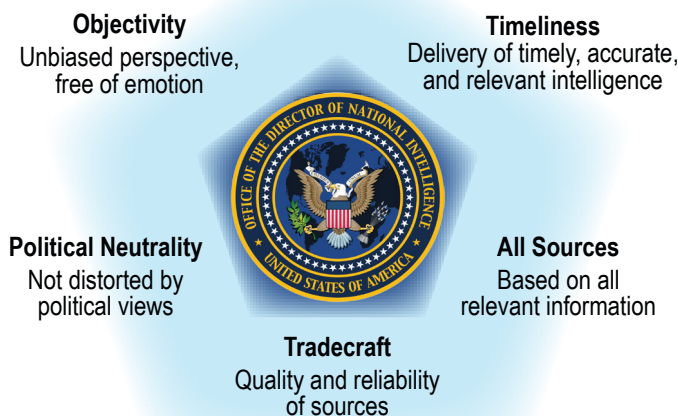 Objectivity
Unbiased perspective,
free of emotion
Timeliness
Delivery of timely, accurate,
and relevant intelligence
OFFICE OF THE DIRECTOR OF NATIONAL INTELLIGENCE
UNITED STATES OF AMERICA
Political Neutrality
Not distorted by
political views
All Sources
Based on all
relevant information
Tradecraft
Quality and reliability
of sources